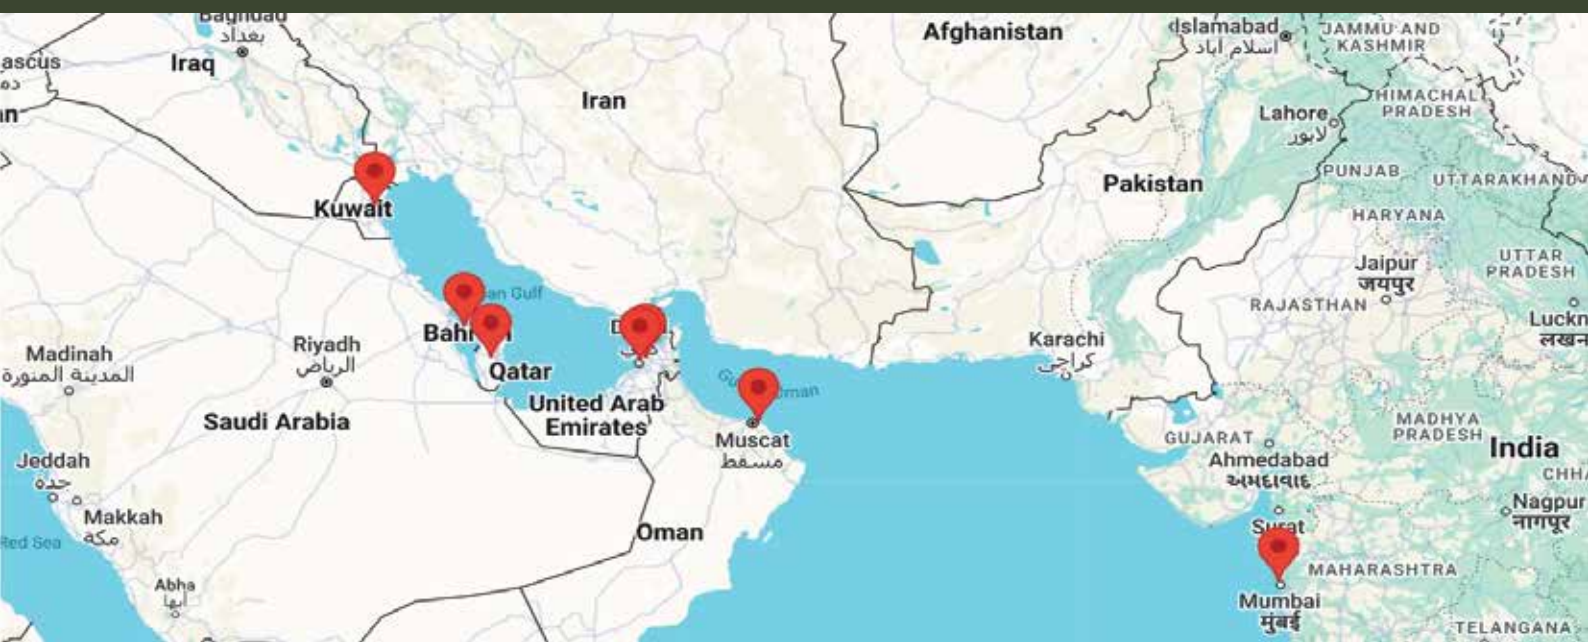 Baghdad
بغداد
ascus
Iraq
Iran
Afghanistan
Islamabad
اسلام آباد
JAMMU AND
KASHMIR
Lahore
لاہور
HIMACHAL
PRADESH
Pakistan
PUNJAB
UTTARAKHAND
HARYANA
Kuwait
Jaipur
जयपुर
UTTAR
PRADESH
RAJASTHAN
an Gulf
Karachi
کراچی
Luckn
लखन
Madinah
المدينة المنورة
Riyadh
الرياض
Qatar
Saudi Arabia
United Arab
Emirates
Muscat
مسقط
MADHYA
PRADESH
India
GUJARAT
Ahmedabad
અમદાવાદ
CHH
Jeddah
جدة
Makkah
مكة
Nagpur
नागपूर
Surat
Oman
Red Sea
Abha
أبها
MAHARASHTRA
Mumbai
मुंबई
TELANGANA